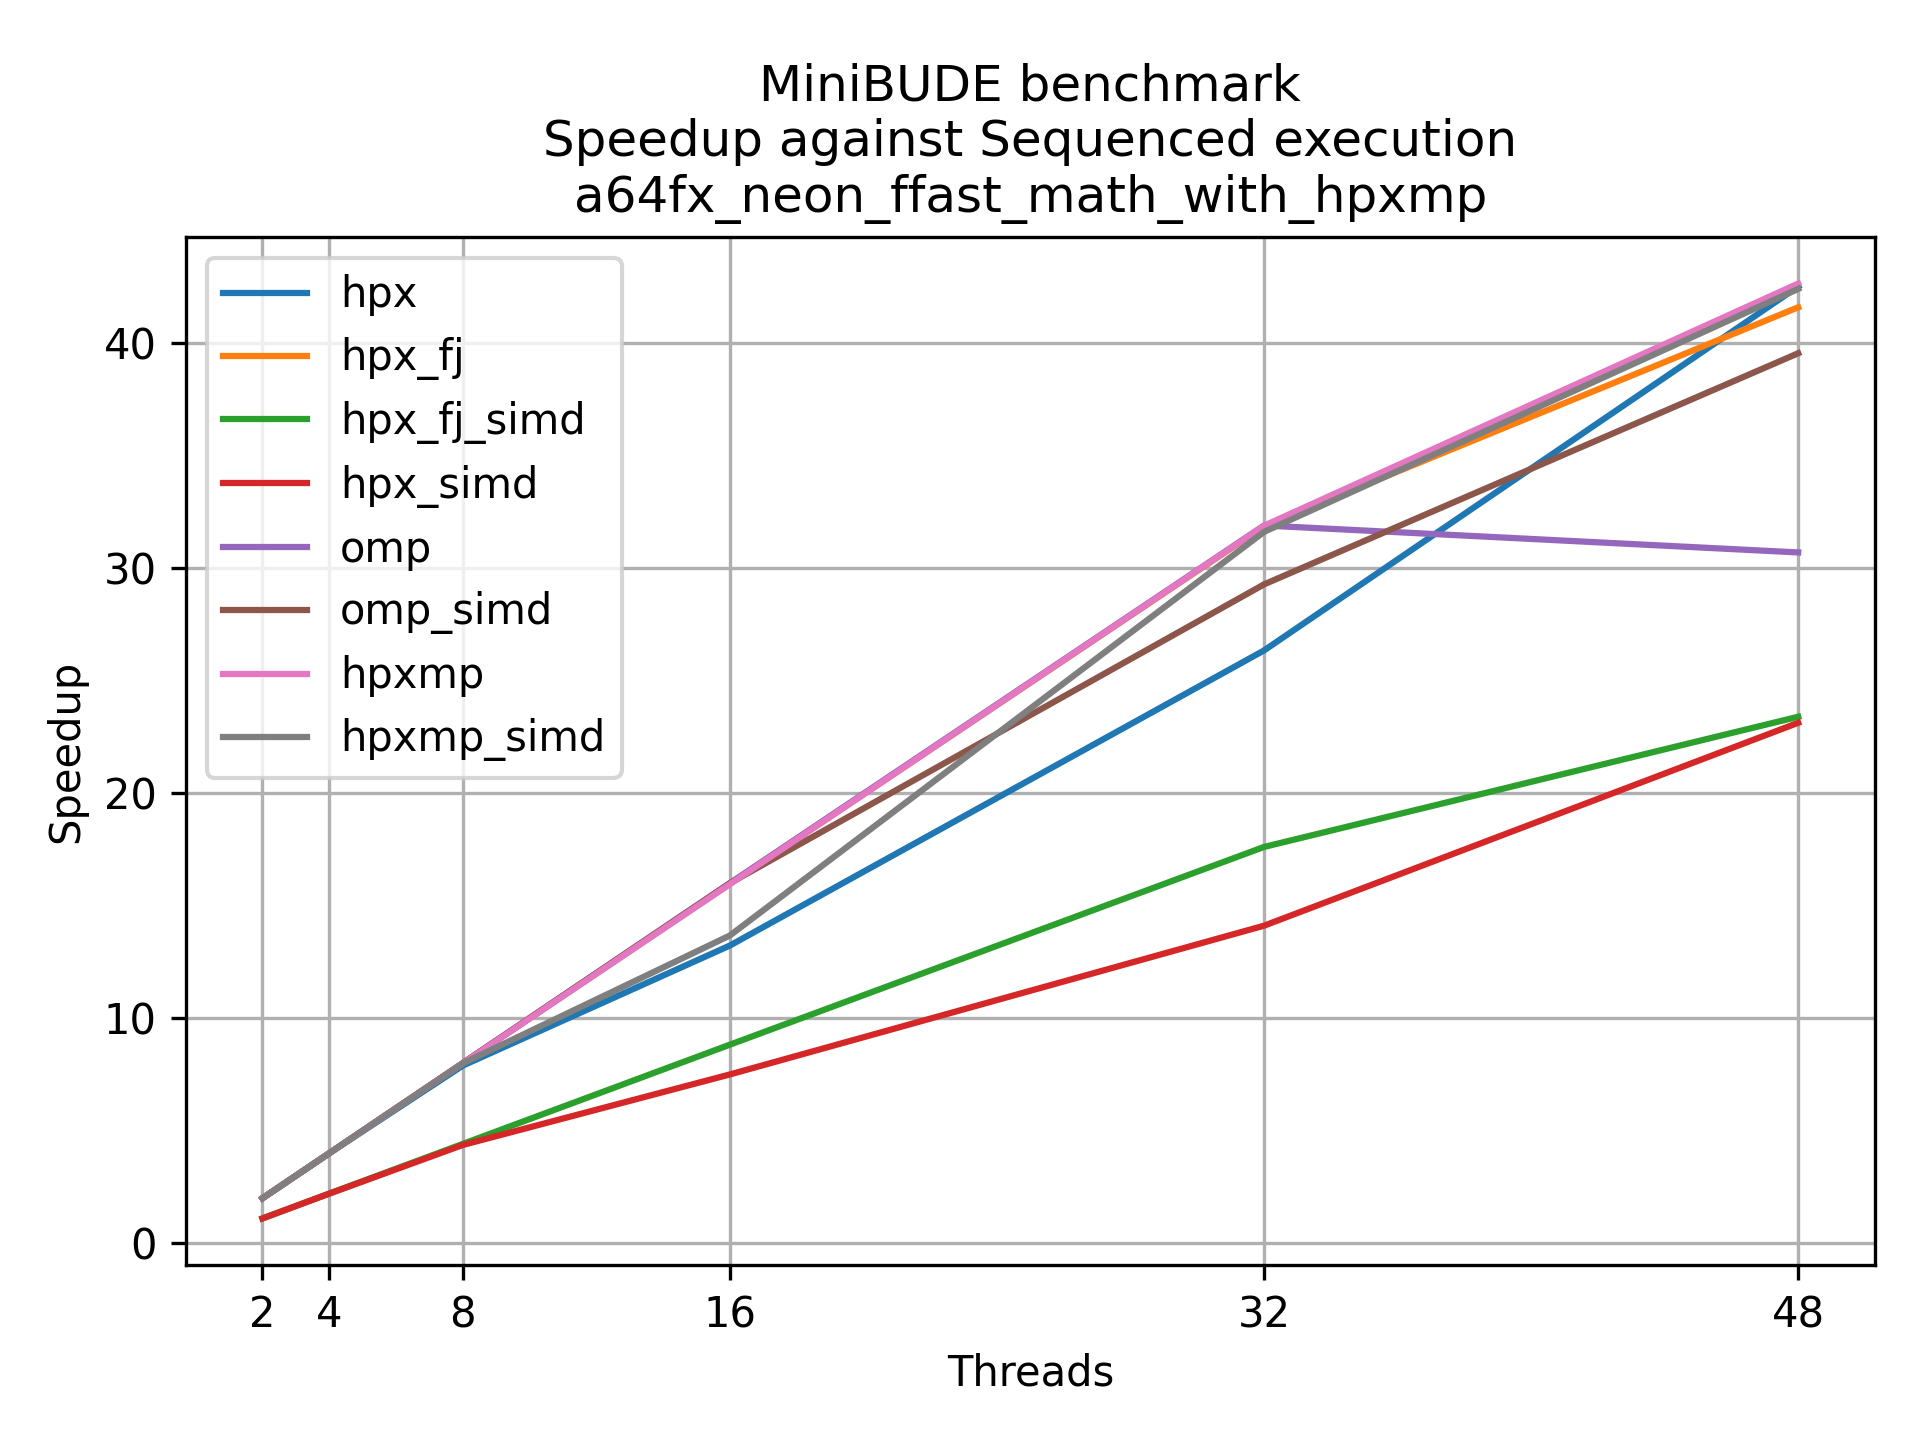 MiniBUDE benchmark
Speedup against Sequenced execution
a64fx_neon_ffast_math_with_hpxmp
hpx
hpx_fj
hpx_fj_simd
hpx_simd
omp
omp_simd
hpxmp
hpxmp_simd
Speedup
40
30
20
10
0
2 4 8 16 32 48
Threads